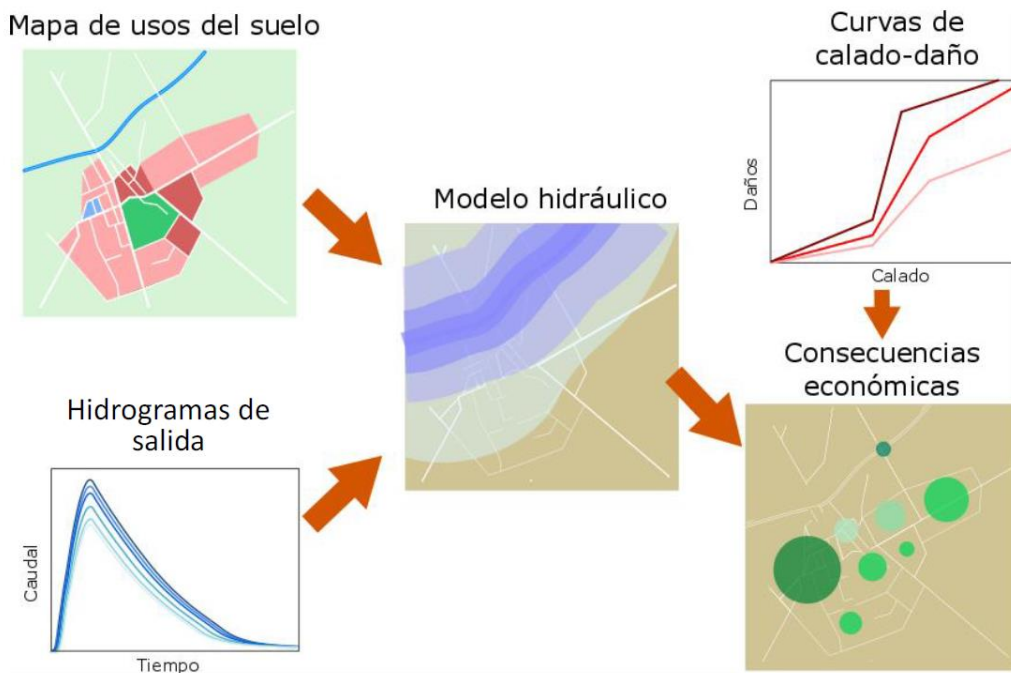 Mapa de usos del suelo
Curvas de
calado-daño
Daños
Calado
Modelo hidráulico
Hidrogramas de
salida
Caudal
Tiempo
Consecuencias
económicas